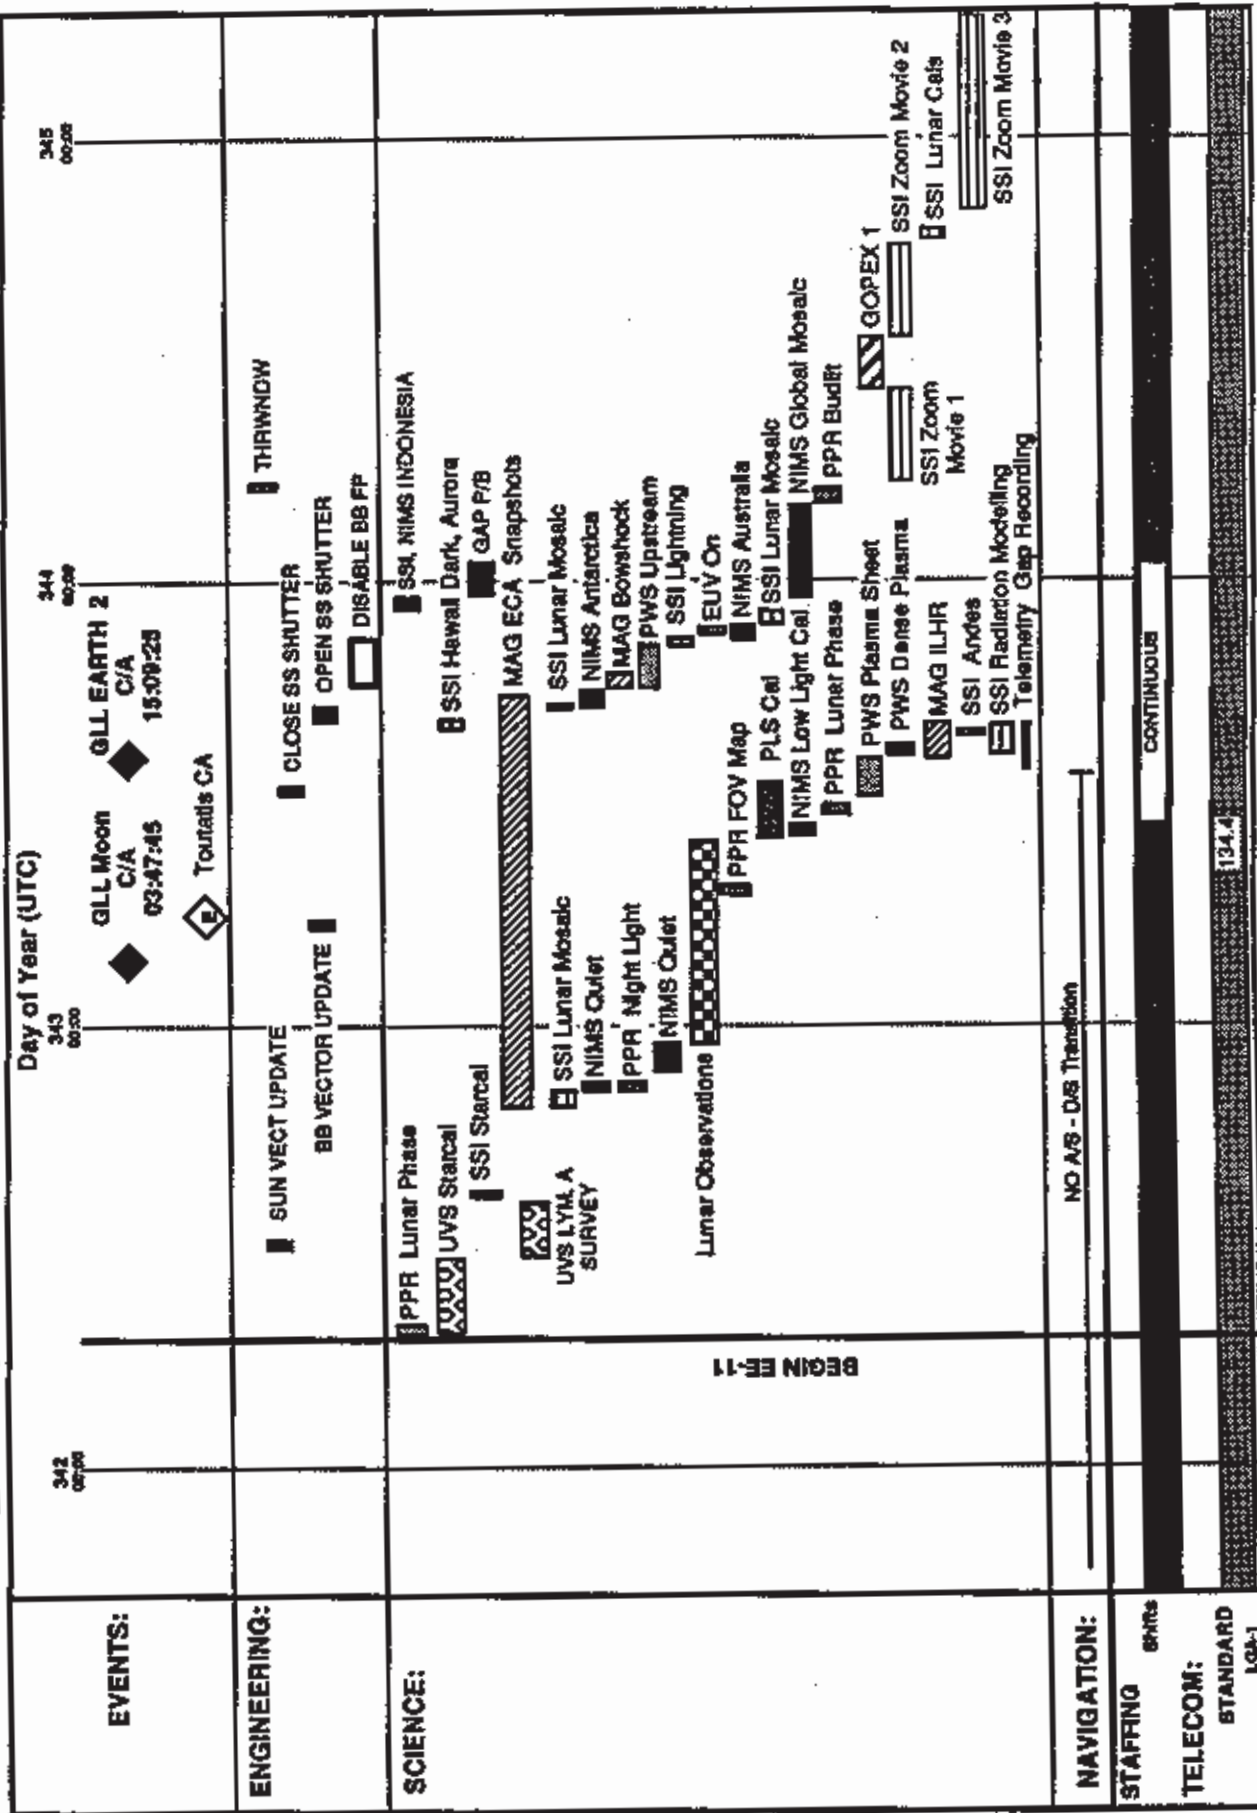 Day of Year (UTC)
342
00:00
343
00:00
344
00:00
345
00:00
EVENTS:
GLL Moon
C/A
03:47:45
GLL EARTH 2
C/A
15:09:25
E
Toutatis CA
ENGINEERING:
SUN VECT UPDATE
BB VECTOR UPDATE
CLOSE SS SHUTTER
OPEN SS SHUTTER
DISABLE BB FP
THRWNDW
SCIENCE:
BEGIN EE-11
PPR Lunar Phase
UVS Starcal
SSI Starcal
UVS LYM. A
SURVEY
SSI, NIMS INDONESIA
SSI Hawaii Dark, Aurora
GAP P/B
MAG ECA Snapshots
SSI Lunar Mosaic
NIMS Quiet
PPR Night Light
NIMS Quiet
Lunar Observations
SSI Lunar Mosaic
NIMS Antarctica
MAG Bowshock
PWS Upstream
SSI Lightning
EUV On
PPR FOV Map
NIMS Australia
PLS Cal
SSI Lunar Mosaic
NIMS Low Light Cal
NIMS Global Mosaic
PPR Lunar Phase
PPR Budlt
PWS Plasma Sheet
GOPEX 1
PWS Dense Plasma
SSI Zoom
Movie 1
SSI Zoom Movie 2
MAG ILHR
SSI Lunar Cals
SSI Andes
SSI Zoom Movie 3
SSI Radiation Modelling
Telemetry Gap Recording
NAVIGATION:
NO A/S - D/S Transition
STAFFING
Shifts
CONTINUOUS
TELECOM:
STANDARD
134.4
LGA-1